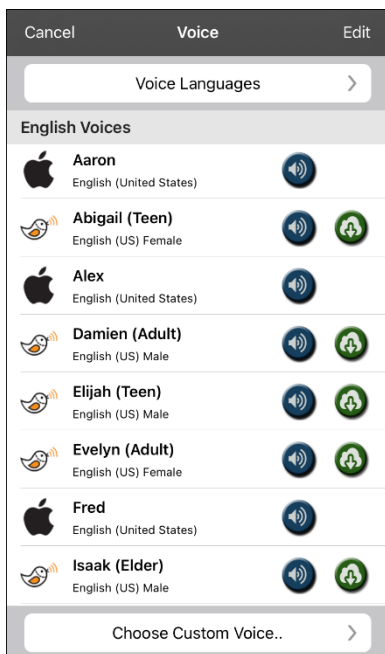 Cancel Voice Edit
Voice Languages
English Voices
Aaron
English (United States)
Abigail (Teen)
English (US) Female
Alex
English (United States)
Damien (Adult)
English (US) Male
Elijah (Teen)
English (US) Male
Evelyn (Adult)
English (US) Female
Fred
English (United States)
Isaak (Elder)
English (US) Male
Choose Custom Voice..